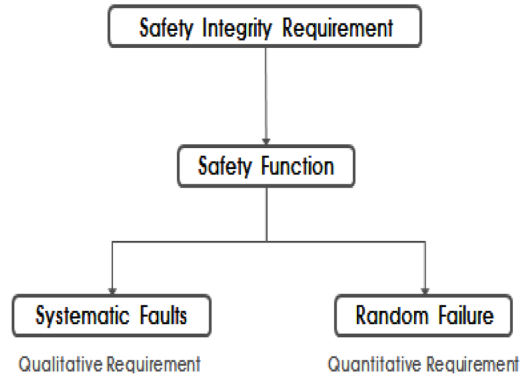 Safety Integrity Requirement
Safety Function
Systematic Faults
Random Failure
Qualitative Requirement
Quantitative Requirement